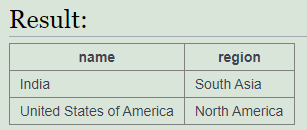 Result:
name region
India South Asia
United States of America North America